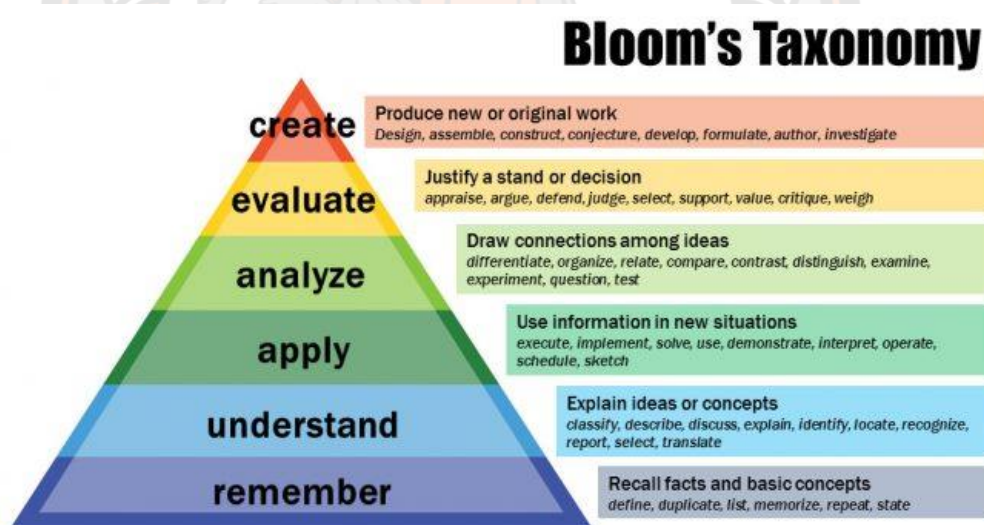 Bloom's Taxonomy
create
Produce new or original work
Design, assemble, construct, conjecture, develop, formulate, author, investigate
evaluate
Justify a stand or decision
appraise, argue, defend, judge, select, support, value, critique, weigh
analyze
Draw connections among ideas
differentiate, organize, relate, compare, contrast, distinguish, examine,
experiment, question, test
apply
Use information in new situations
execute, implement, solve, use, demonstrate, interpret, operate,
schedule, sketch
understand
Explain ideas or concepts
classify, describe, discuss, explain, identify, locate, recognize,
report, select, translate
remember
Recall facts and basic concepts
define, duplicate, list, memorize, repeat, state